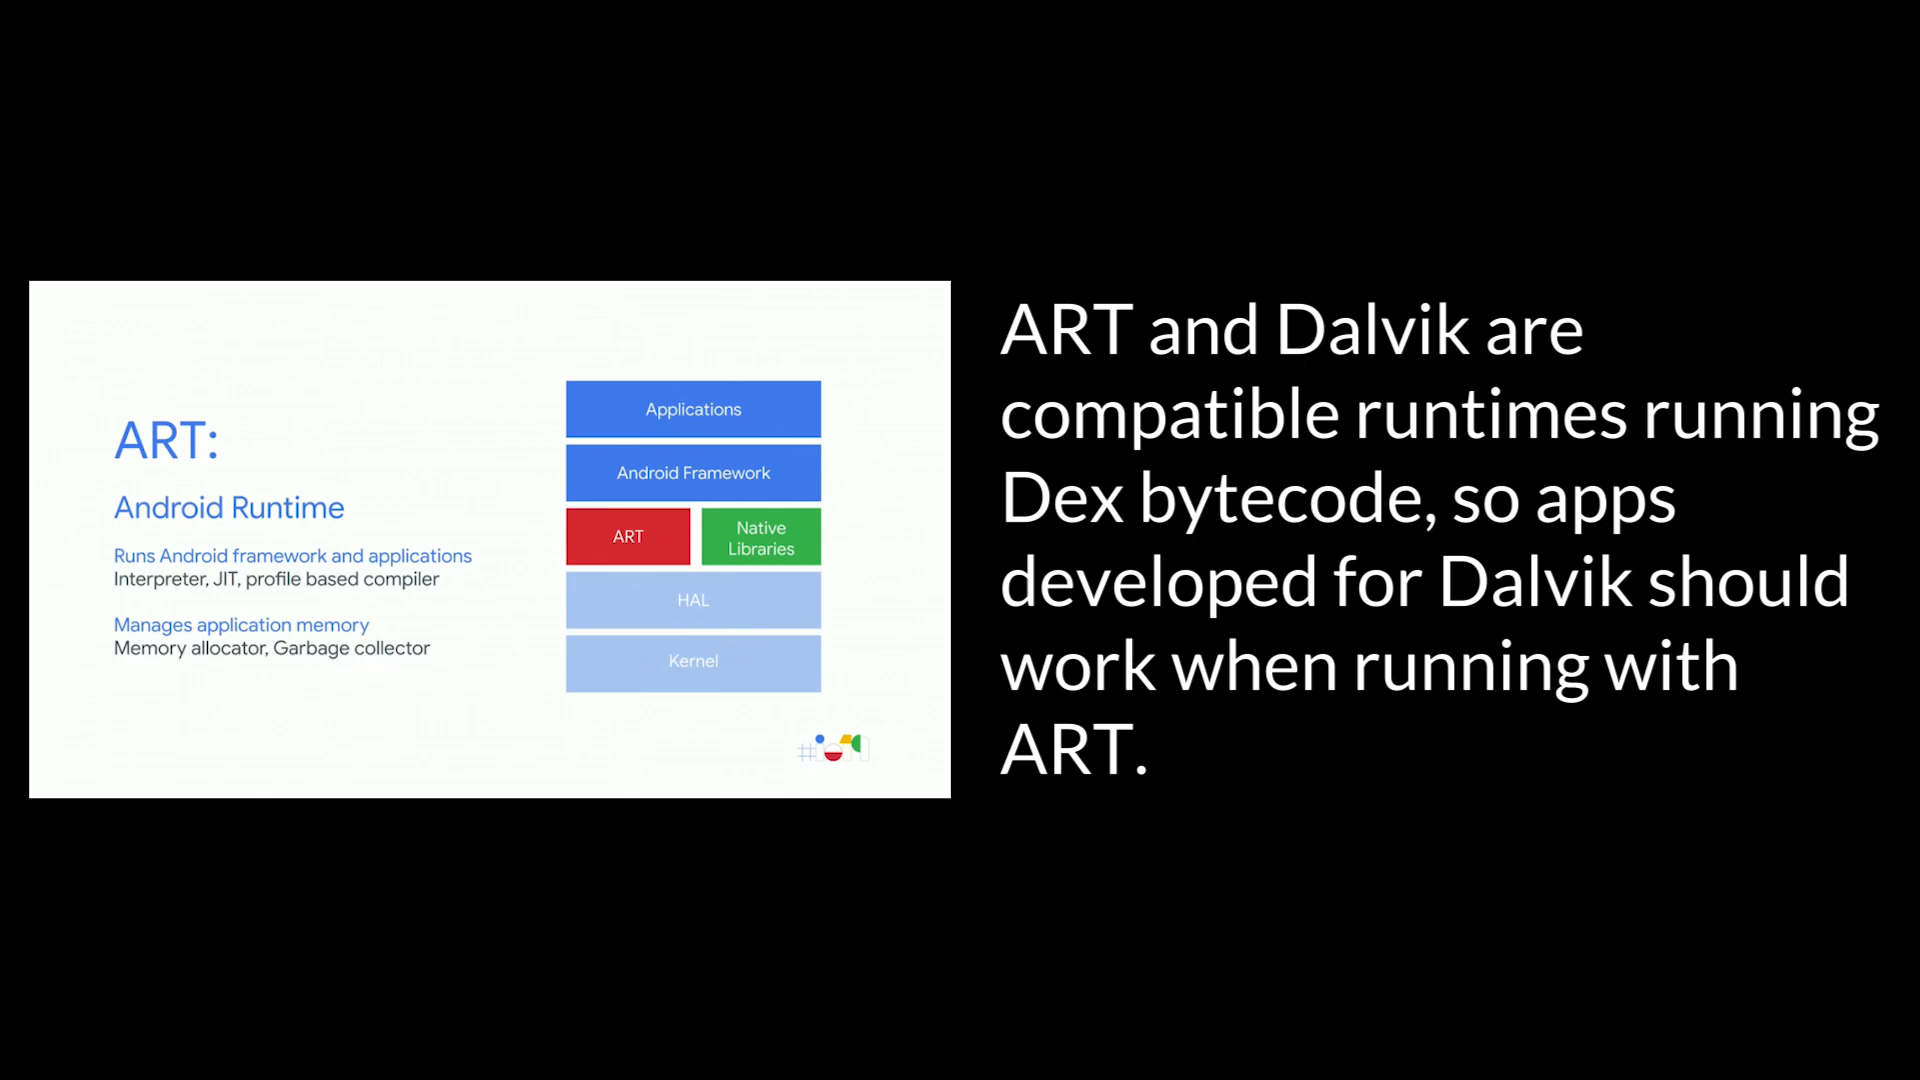 ART:
Android Runtime
Runs Android framework and applications
Interpreter, JIT, profile based compiler
Manages application memory
Memory allocator, Garbage collector
Applications
Android Framework
ART
Native
Libraries
HAL
Kernel
#io19
ART and Dalvik are
compatible runtimes running
Dex bytecode, so apps
developed for Dalvik should
work when running with
ART.